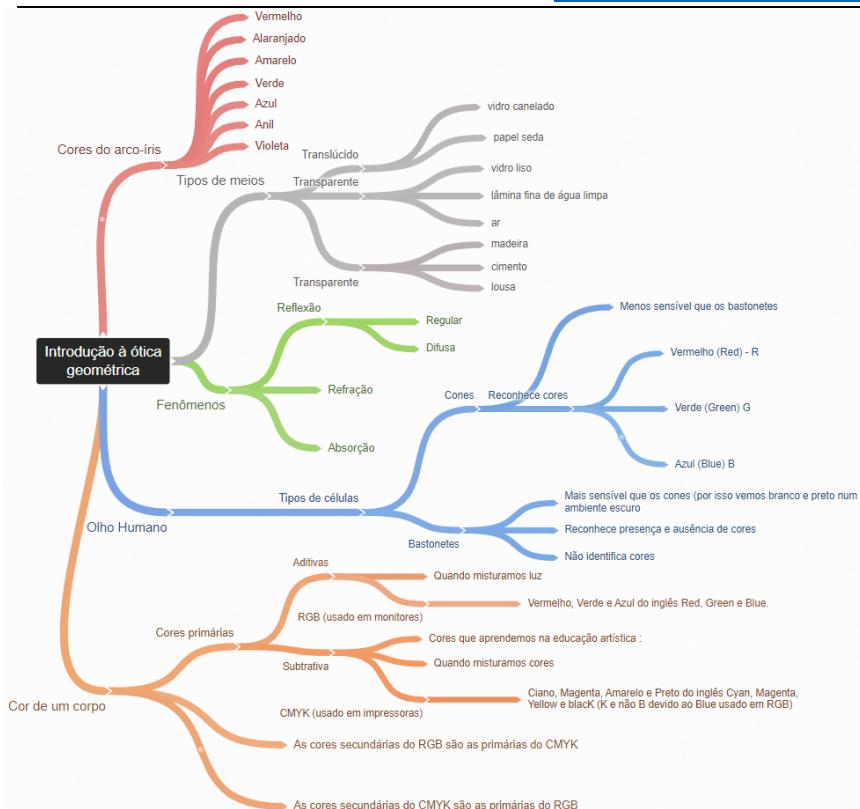 Introdução à ótica
geométrica
Cores do arco-íris
Vermelho
Alaranjado
Amarelo
Verde
Azul
Anil
Violeta
Tipos de meios
Translúcido
vidro canelado
papel seda
Transparente
vidro liso
lâmina fina de água limpa
ar
Transparente
madeira
cimento
lousa
Fenômenos
Reflexão
Regular
Difusa
Refração
Absorção
Olho Humano
Tipos de células
Cones
Reconhece cores
Menos sensível que os bastonetes
Vermelho (Red) - R
Verde (Green) G
Azul (Blue) B
Bastonetes
Mais sensível que os cones (por isso vemos branco e preto num
ambiente escuro
Reconhece presença e ausência de cores
Não identifica cores
Cor de um corpo
Cores primárias
Aditivas
Quando misturamos luz
RGB (usado em monitores)
Vermelho, Verde e Azul do inglês Red, Green e Blue.
Subtrativa
Cores que aprendemos na educação artística :
Quando misturamos cores
CMYK (usado em impressoras)
Ciano, Magenta, Amarelo e Preto do inglês Cyan, Magenta,
Yellow e blacK (K e não B devido ao Blue usado em RGB)
As cores secundárias do RGB são as primárias do CMYK
As cores secundárias do CMYK são as primárias do RGB